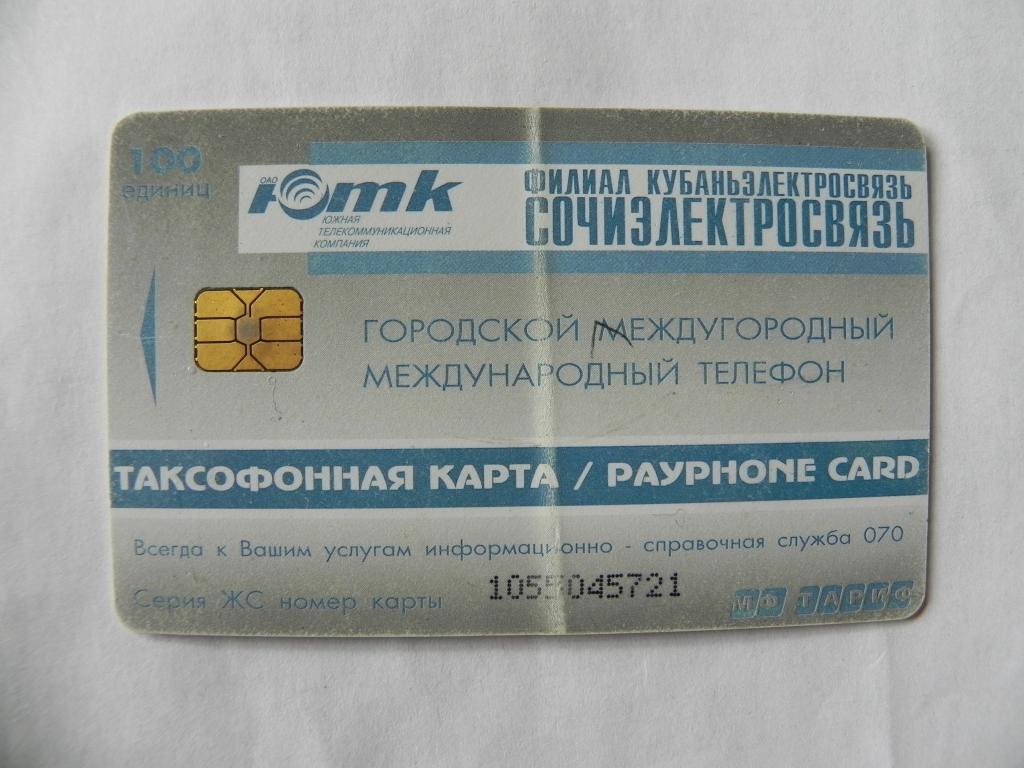 100
единиц
ОАО Ютк
ЮЖНАЯ
ТЕЛЕКОММУНИКАЦИОННАЯ
КОМПАНИЯ
ФИЛИАЛ КУБАНЬЭЛЕКТРОСВЯЗЬ
СОЧИЭЛЕКТРОСВЯЗЬ
ГОРОДСКОЙ МЕЖДУГОРОДНЫЙ
МЕЖДУНАРОДНЫЙ ТЕЛЕФОН
ТАКСОФОННАЯ КАРТА / PAYPHONE CARD
Всегда к Вашим услугам информационно - справочная служба 070
Серия ЖС номер карты 1055045721
МФ ТАРИФ